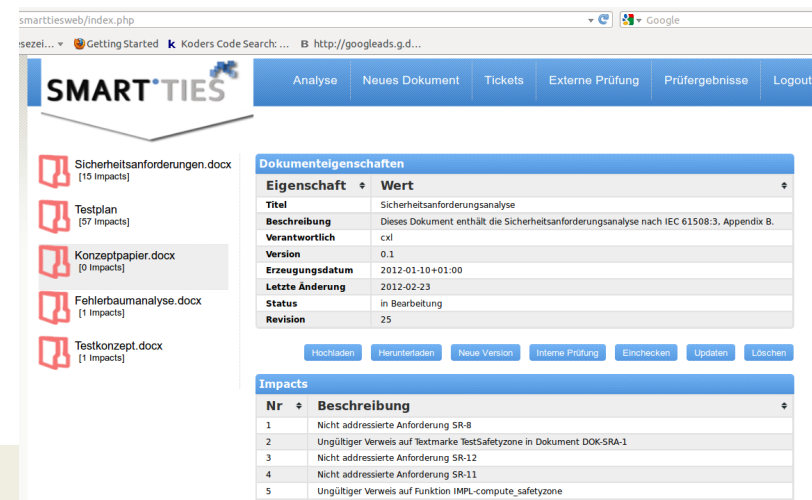 smarttiesweb/index.php
Google
esezei...
Getting Started
Koders Code Search: ...
http://googleads.g.d...
SMART TIES
Analyse
Neues Dokument
Tickets
Externe Prüfung
Prüfergebnisse
Logout
Sicherheitsanforderungen.docx
[15 Impacts]
Testplan
[57 Impacts]
Konzeptpapier.docx
[0 Impacts]
Fehlerbaumanalyse.docx
[1 Impacts]
Testkonzept.docx
[1 Impacts]
Dokumenteigenschaften
Eigenschaft Wert
Titel Sicherheitsanforderungsanalyse
Beschreibung Dieses Dokument enthält die Sicherheitsanforderungsanalyse nach IEC 61508:3, Appendix B.
Verantwortlich cxl
Version 0.1
Erzeugungsdatum 2012-01-10+01:00
Letzte Änderung 2012-02-23
Status in Bearbeitung
Revision 25
Hochladen
Herunterladen
Neue Version
Interne Prüfung
Einchecken
Updaten
Löschen
Impacts
Nr Beschreibung
1 Nicht addressierte Anforderung SR-8
2 Ungültiger Verweis auf Textmarke TestSafetyzone in Dokument DOK-SRA-1
3 Nicht addressierte Anforderung SR-12
4 Nicht addressierte Anforderung SR-11
5 Ungültiger Verweis auf Funktion IMPL-compute_safetyzone